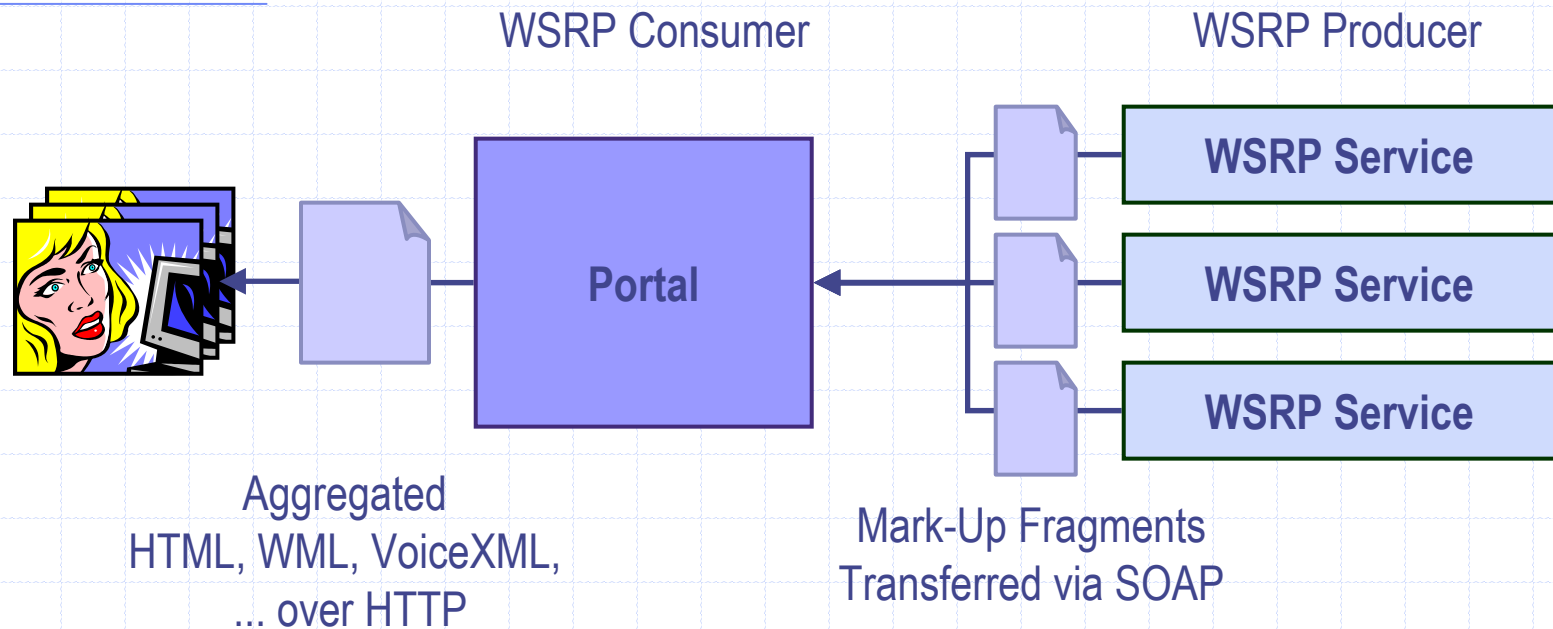 WSRP Consumer
WSRP Producer
WSRP Service
Portal
WSRP Service
WSRP Service
Aggregated
HTML, WML, VoiceXML,
... over HTTP
Mark-Up Fragments
Transferred via SOAP